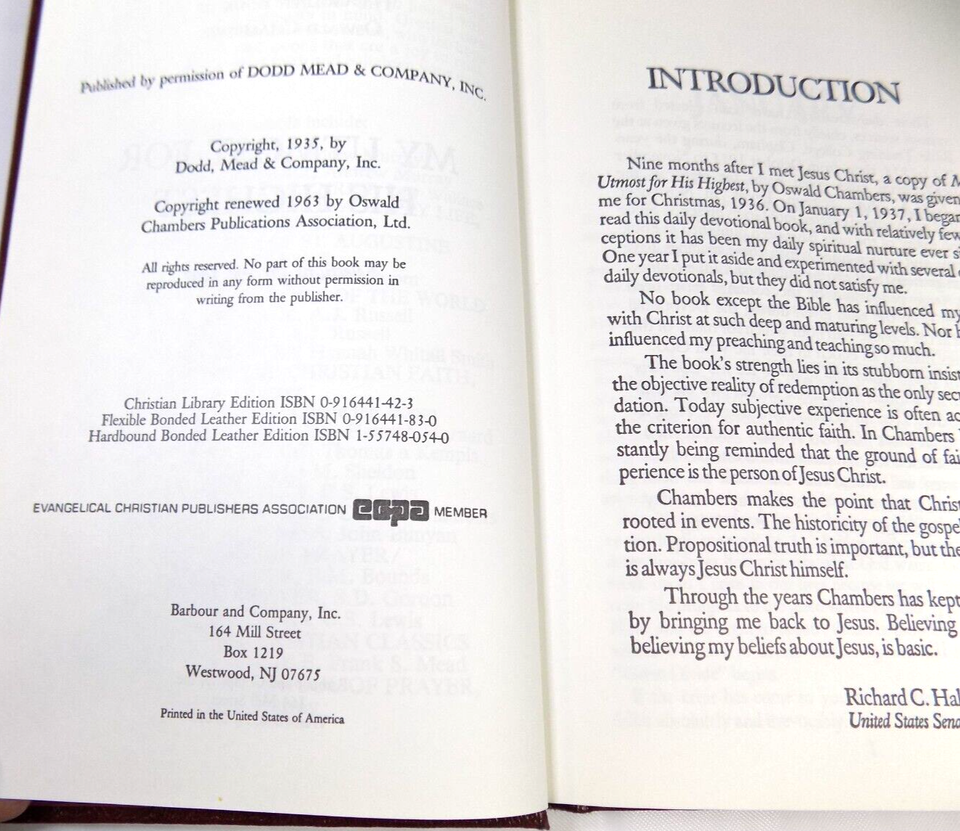 Published by permission of DODD MEAD & COMPANY, INC.
Copyright, 1935, by
Dodd, Mead & Company, Inc.
Copyright renewed 1963 by Oswald
Chambers Publications Association, Ltd.
All rights reserved. No part of this book may be
reproduced in any form without permission in
writing from the publisher.
Christian Library Edition ISBN 0-916441-42-3
Flexible Bonded Leather Edition ISBN 0-916441-83-0
Hardbound Bonded Leather Edition ISBN 1-55748-054-0
EVANGELICAL CHRISTIAN PUBLISHERS ASSOCIATION ecpa MEMBER
Barbour and Company, Inc.
164 Mill Street
Box 1219
Westwood, NJ 07675
Printed in the United States of America
INTRODUCTION
Nine months after I met Jesus Christ, a copy of
Utmost for His Highest, by Oswald Chambers, was given
me for Christmas, 1936. On January 1, 1937, I began
read this daily devotional book, and with relatively few
ceptions it has been my daily spiritual nurture ever
One year I put it aside and experimented with several
daily devotionals, but they did not satisfy me.
No book except the Bible has influenced my
with Christ at such deep and maturing levels. Nor
influenced my preaching and teaching so much.
The book's strength lies in its stubborn insist
the objective reality of redemption as the only sec
dation. Today subjective experience is often ac
the criterion for authentic faith. In Chambers
stantly being reminded that the ground of fai
perience is the person of Jesus Christ.
Chambers makes the point that Christ
rooted in events. The historicity of the gospel
tion. Propositional truth is important, but the
is always Jesus Christ himself.
Through the years Chambers has kept
by bringing me back to Jesus. Believing
believing my beliefs about Jesus, is basic.
Richard C. Hal
United States Sena